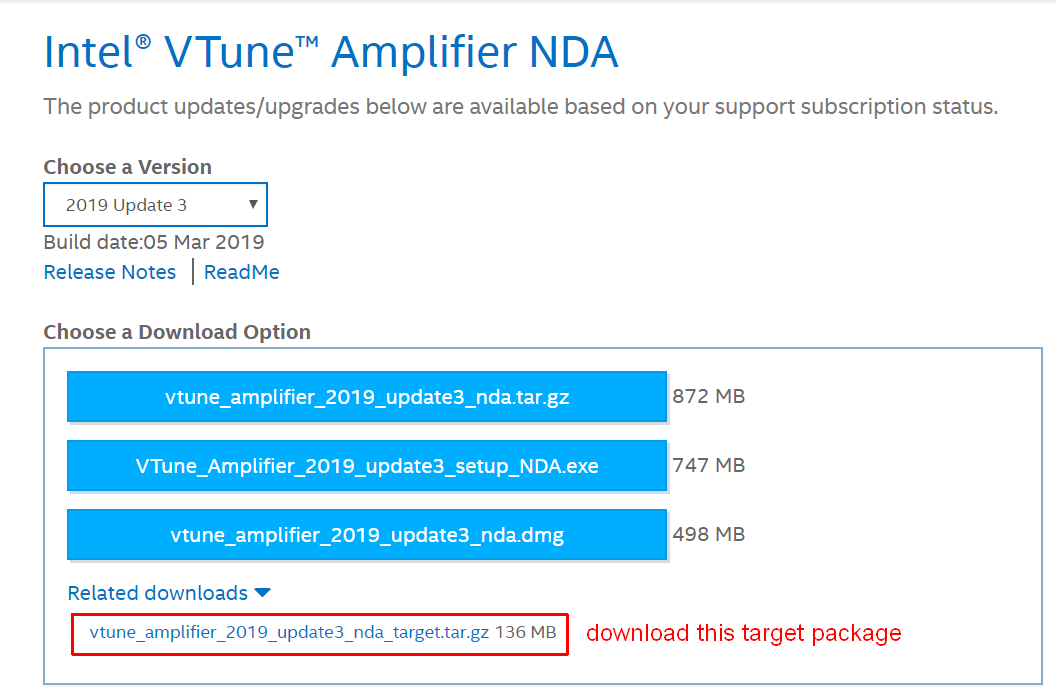 Intel® VTune™ Amplifier NDA
The product updates/upgrades below are available based on your support subscription status.
Choose a Version
2019 Update 3
Build date:05 Mar 2019
Release Notes | ReadMe
Choose a Download Option
vtune_amplifier_2019_update3_nda.tar.gz 872 MB
VTune_Amplifier_2019_update3_setup_NDA.exe 747 MB
vtune_amplifier_2019_update3_nda.dmg 498 MB
Related downloads
vtune_amplifier_2019_update3_nda_target.tar.gz 136 MB download this target package